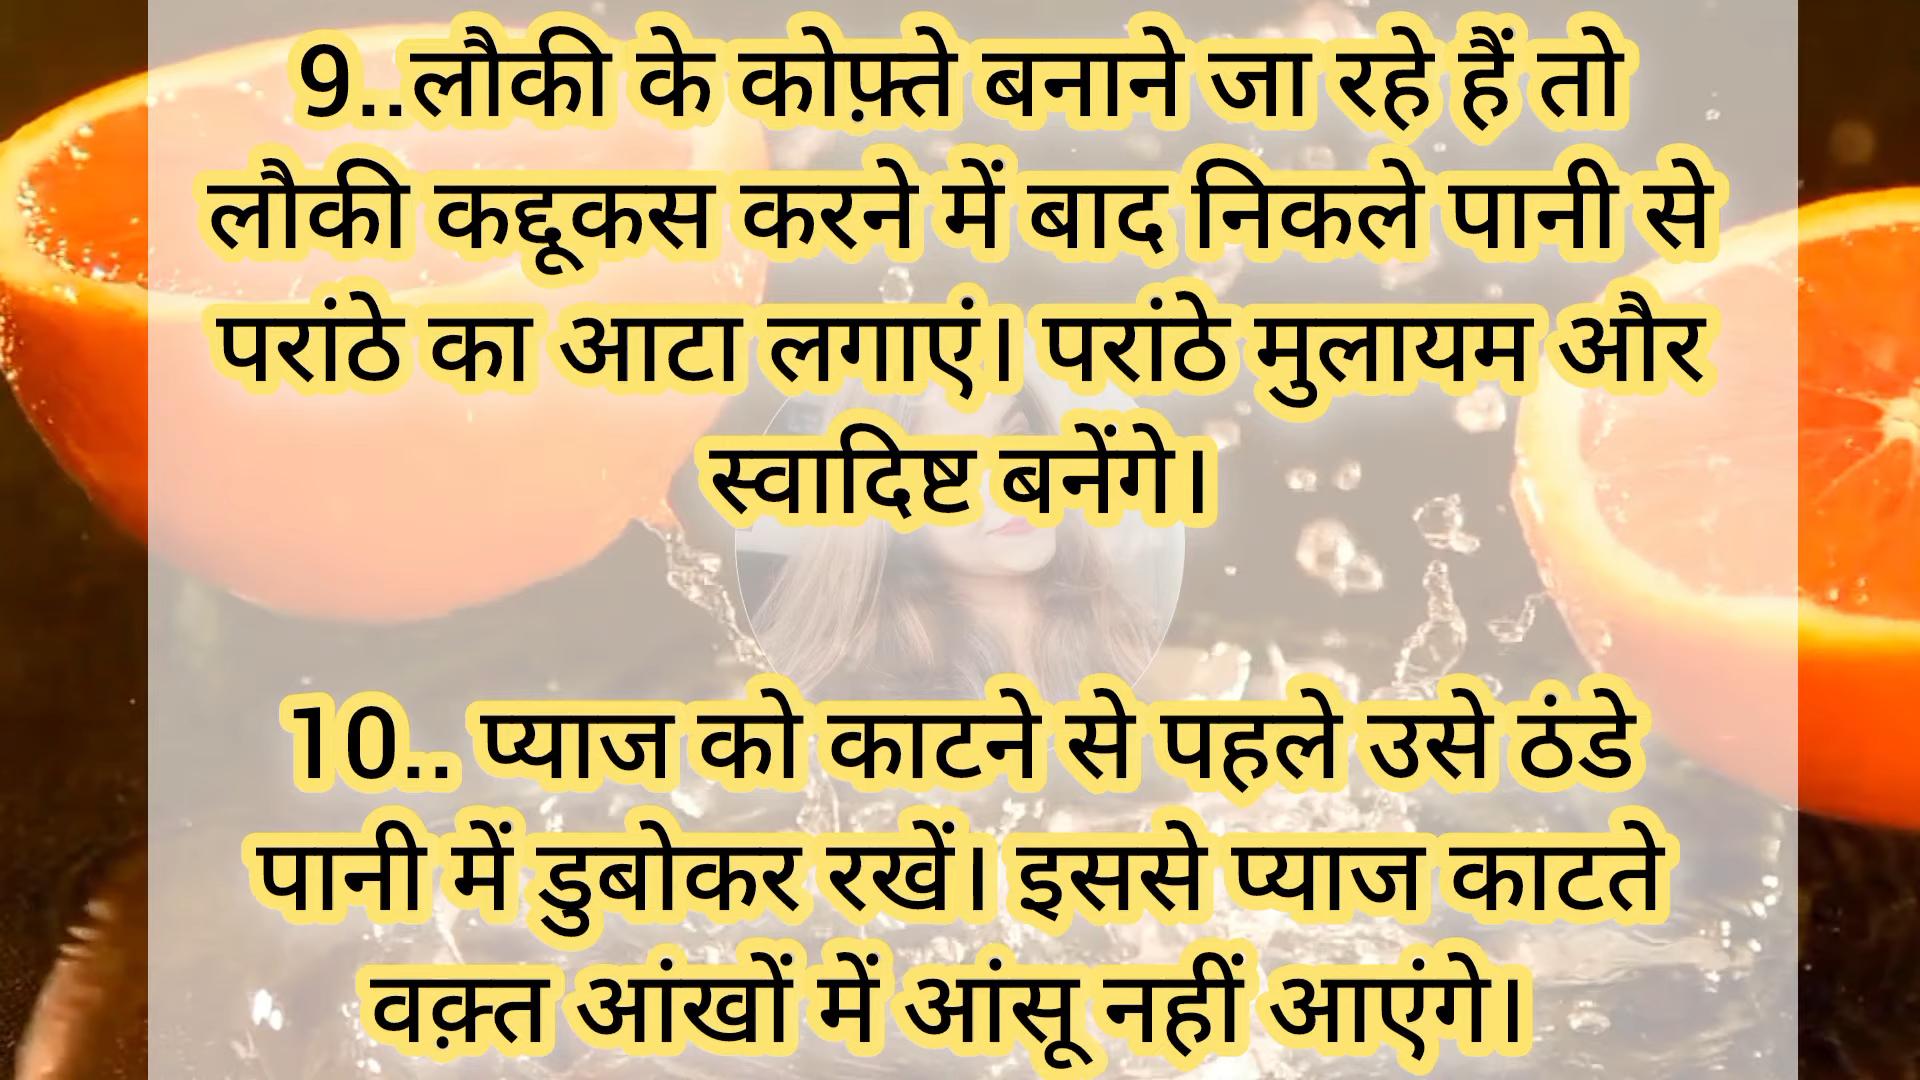 9..लौकी के कोफ़्ते बनाने जा रहे हैं तो
लौकी कद्दूकस करने में बाद निकले पानी से
परांठे का आटा लगाएं। परांठे मुलायम और
स्वादिष्ट बनेंगे।
10.. प्याज को काटने से पहले उसे ठंडे
पानी में डुबोकर रखें। इससे प्याज काटते
वक़्त आंखों में आंसू नहीं आएंगे।